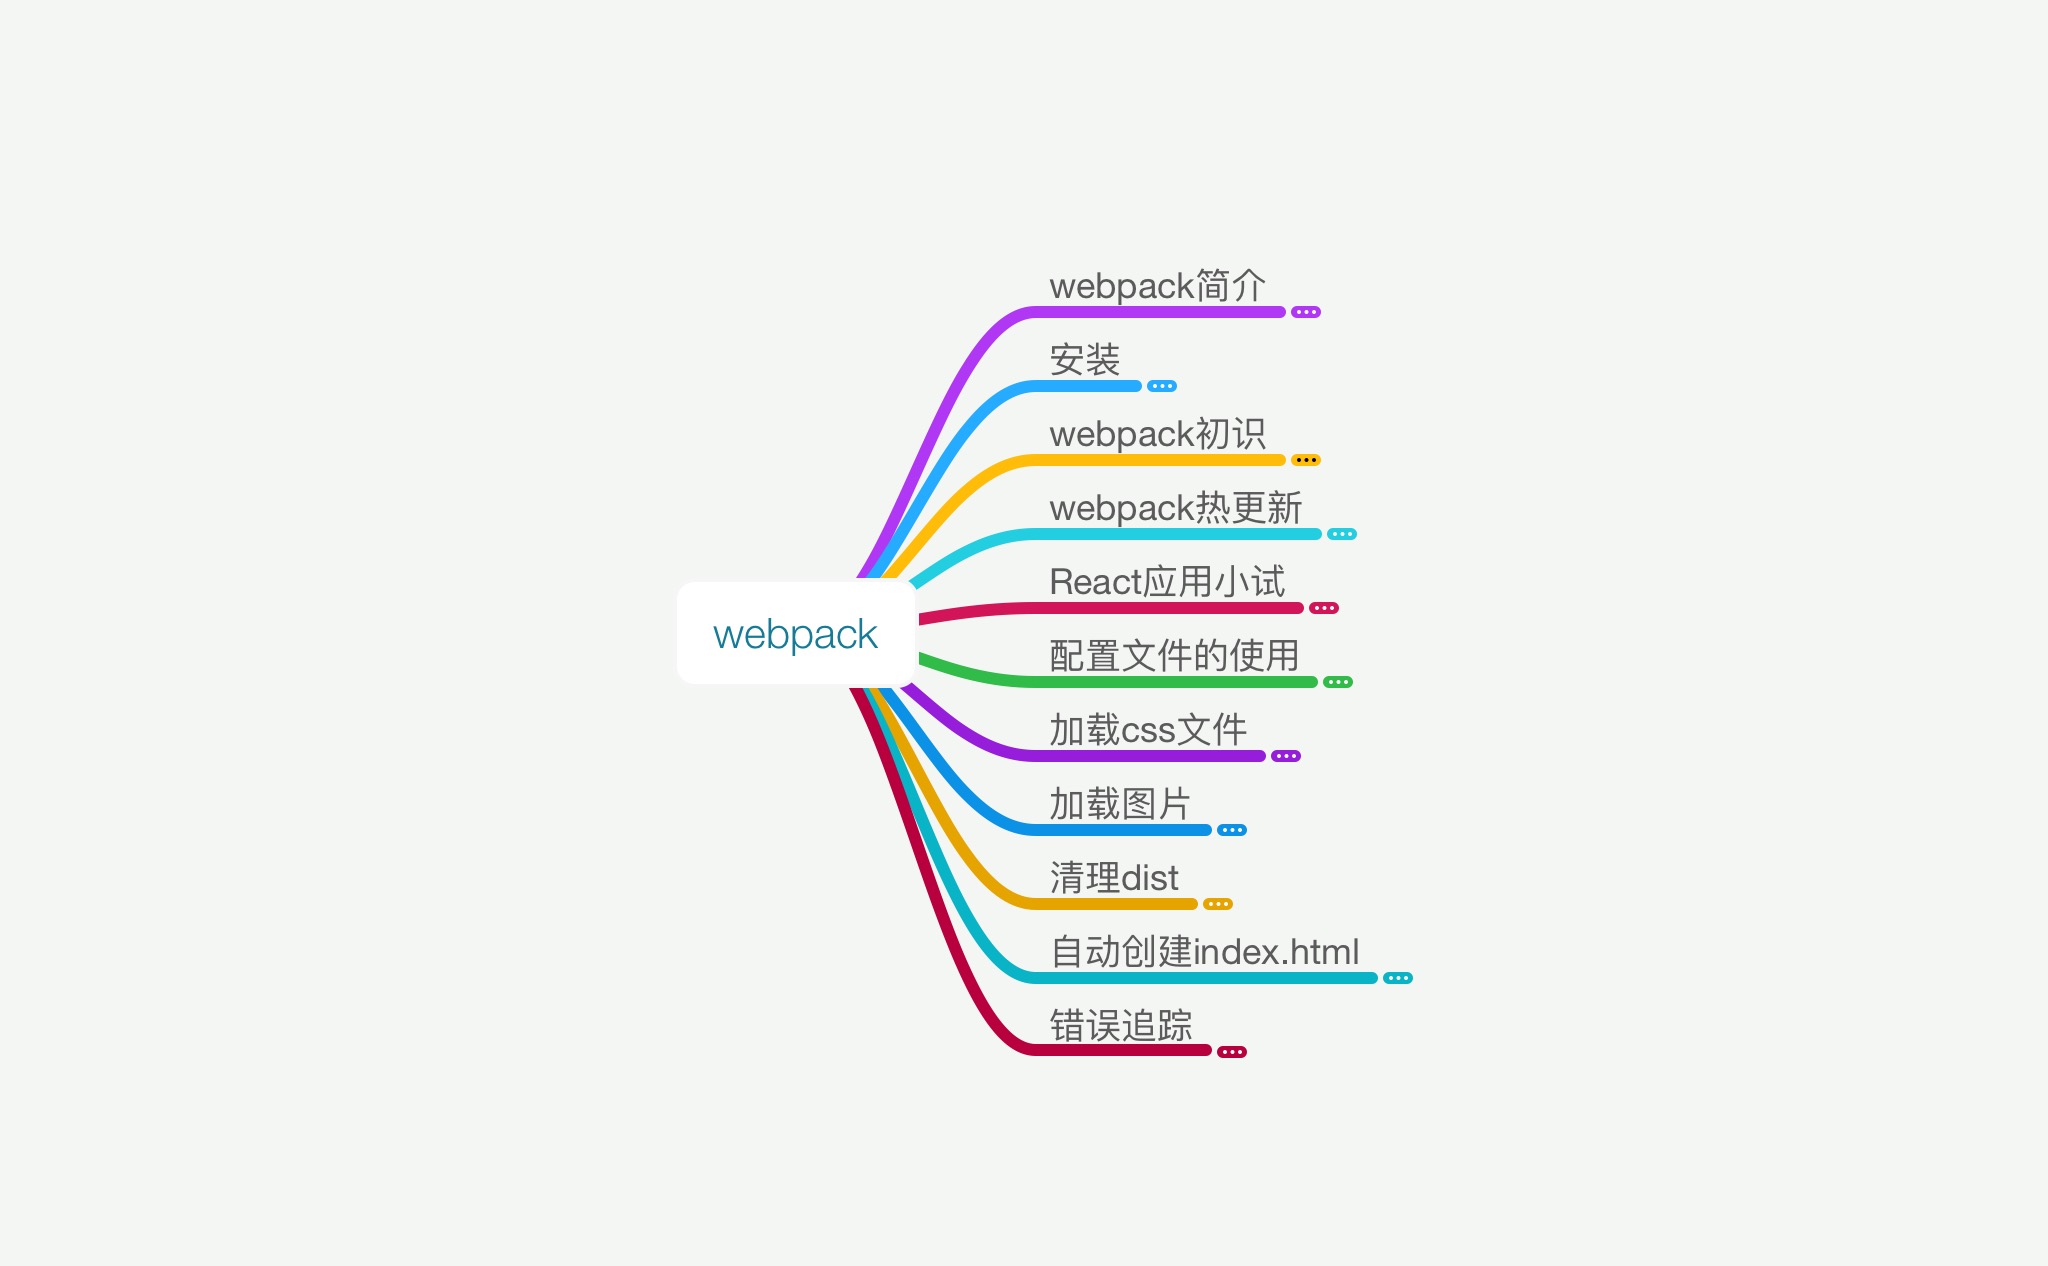 webpack
webpack简介
安装
webpack初识
webpack热更新
React应用小试
配置文件的使用
加载css文件
加载图片
清理dist
自动创建index.html
错误追踪